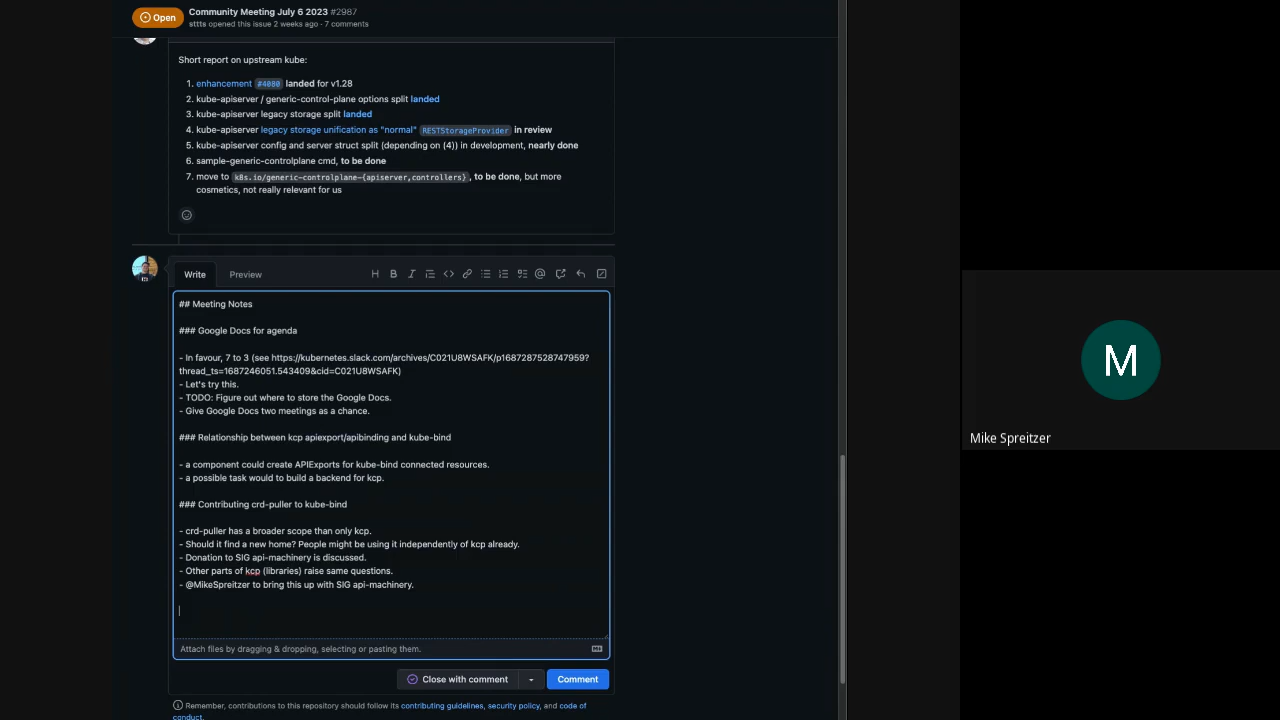 Open
Community Meeting July 6 2023 #2987
sttts opened this issue 2 weeks ago · 7 comments
Short report on upstream kube:
1. enhancement #4080 landed for v1.28
2. kube-apiserver / generic-control-plane options split landed
3. kube-apiserver legacy storage split landed
4. kube-apiserver legacy storage unification as "normal" RESTStorageProvider in review
5. kube-apiserver config and server struct split (depending on (4)) in development, nearly done
6. sample-generic-controlplane cmd, to be done
7. move to k8s.io/generic-controlplane-{apiserver,controllers}, to be done, but more
cosmetics, not really relevant for us
Write
Preview
## Meeting Notes
### Google Docs for agenda
- In favour, 7 to 3 (see https://kubernetes.slack.com/archives/C021U8WSAFK/p1687287528747959?
thread_ts=1687246051.543409&cid=C021U8WSAFK)
- Let's try this.
- TODO: Figure out where to store the Google Docs.
- Give Google Docs two meetings as a chance.
### Relationship between kcp apiexport/apibinding and kube-bind
- a component could create APIExports for kube-bind connected resources.
- a possible task would to build a backend for kcp.
### Contributing crd-puller to kube-bind
- crd-puller has a broader scope than only kcp.
- Should it find a new home? People might be using it independently of kcp already.
- Donation to SIG api-machinery is discussed.
- Other parts of kcp (libraries) raise same questions.
- @MikeSpreitzer to bring this up with SIG api-machinery.
Attach files by dragging & dropping, selecting or pasting them.
Close with comment
Comment
Remember, contributions to this repository should follow its contributing guidelines, security policy, and code of
conduct.
M
Mike Spreitzer